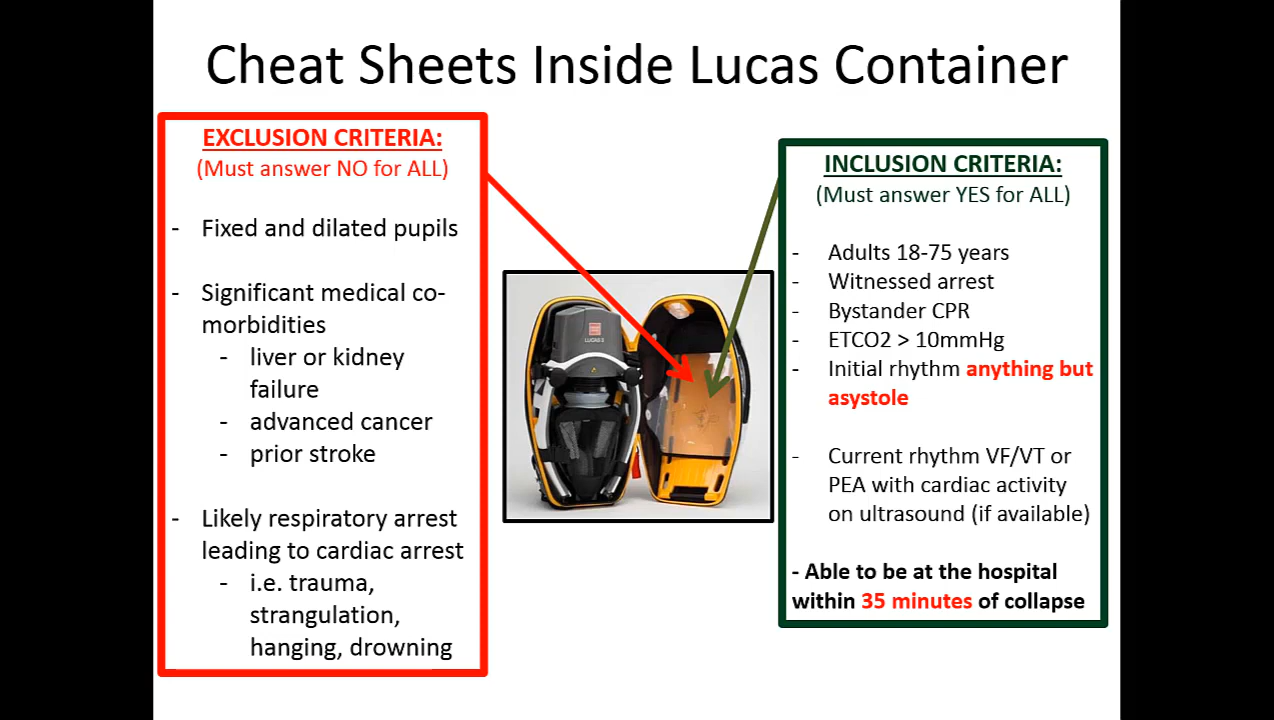 Cheat Sheets Inside Lucas Container
EXCLUSION CRITERIA:
(Must answer NO for ALL)
- Fixed and dilated pupils
- Significant medical co-
morbidities
- liver or kidney
failure
- advanced cancer
- prior stroke
- Likely respiratory arrest
leading to cardiac arrest
- i.e. trauma,
strangulation,
hanging, drowning
LUCAS 3
INCLUSION CRITERIA:
(Must answer YES for ALL)
- Adults 18-75 years
- Witnessed arrest
- Bystander CPR
- ETCO2 > 10mmHg
- Initial rhythm anything but
asystole
- Current rhythm VF/VT or
PEA with cardiac activity
on ultrasound (if available)
- Able to be at the hospital
within 35 minutes of collapse